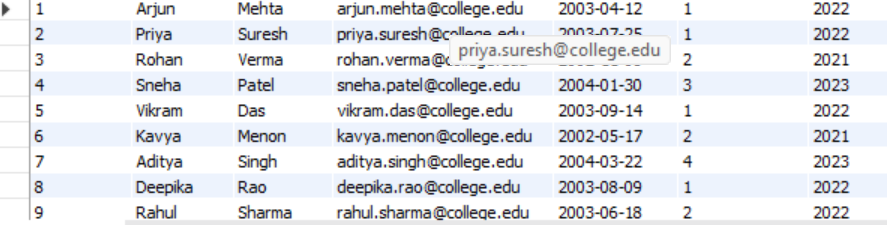 1 Arjun Mehta arjun.mehta@college.edu 2003-04-12 1 2022
2 Priya Suresh priya.suresh@college.edu 2003-07-25 1 2022
priya.suresh@college.edu
3 Rohan Verma rohan.verma@ 2 2021
4 Sneha Patel sneha.patel@college.edu 2004-01-30 3 2023
5 Vikram Das vikram.das@college.edu 2003-09-14 1 2022
6 Kavya Menon kavya.menon@college.edu 2002-05-17 2 2021
7 Aditya Singh aditya.singh@college.edu 2004-03-22 4 2023
8 Deepika Rao deepika.rao@college.edu 2003-08-09 1 2022
9 Rahul Sharma rahul.sharma@college.edu 2003-06-18 2 2022